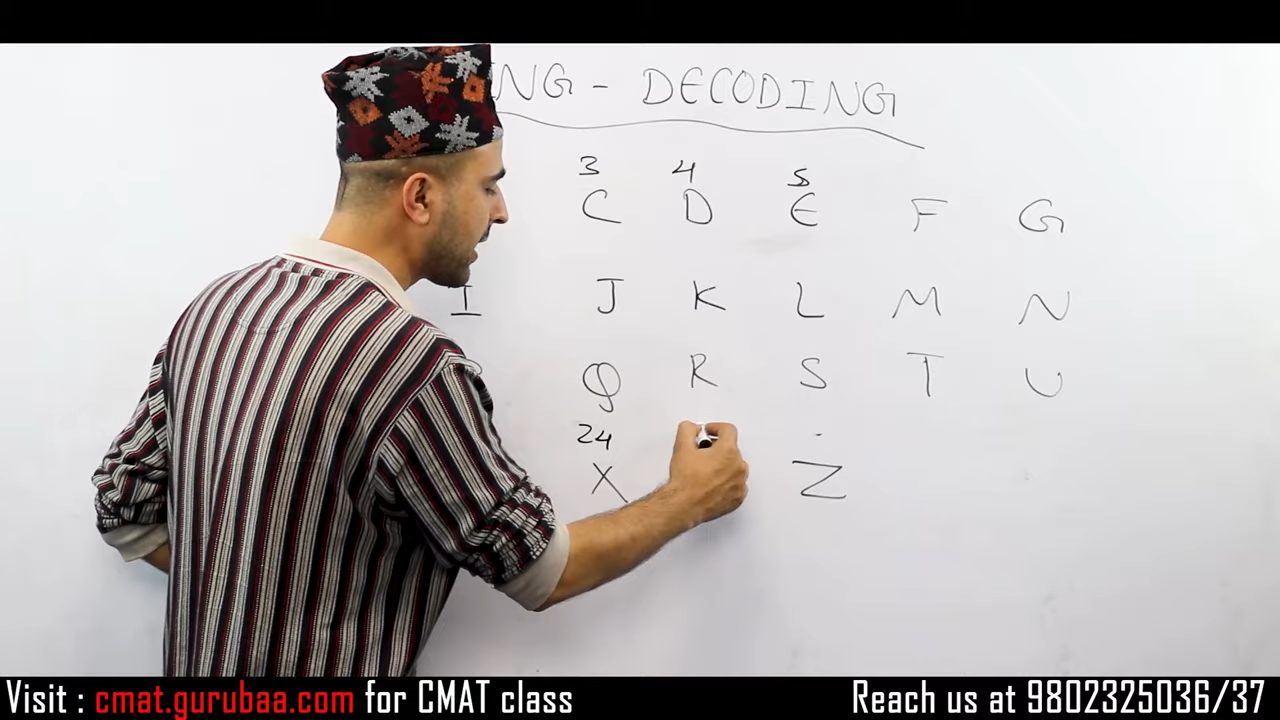 NG - DECODING
3 4 5
C D E F G
I J K L M N
Q R S T U
24
X Z
Visit : cmat.gurubaa.com for CMAT class
Reach us at 9802325036/37